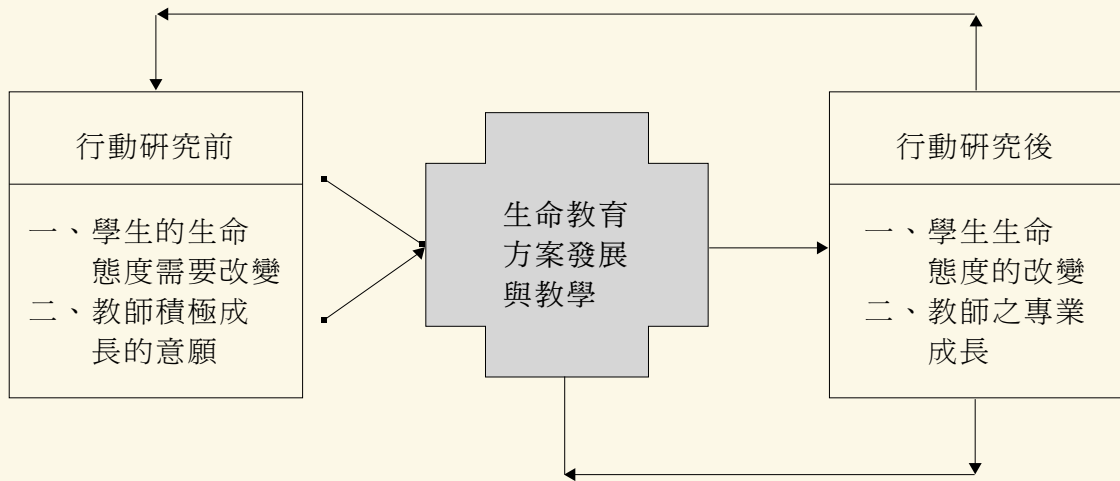 行動研究前
一、學生的生命
態度需要改變
二、教師積極成
長的意願
生命教育
方案發展
與教學
行動研究後
一、學生生命
態度的改變
二、教師之專業
成長